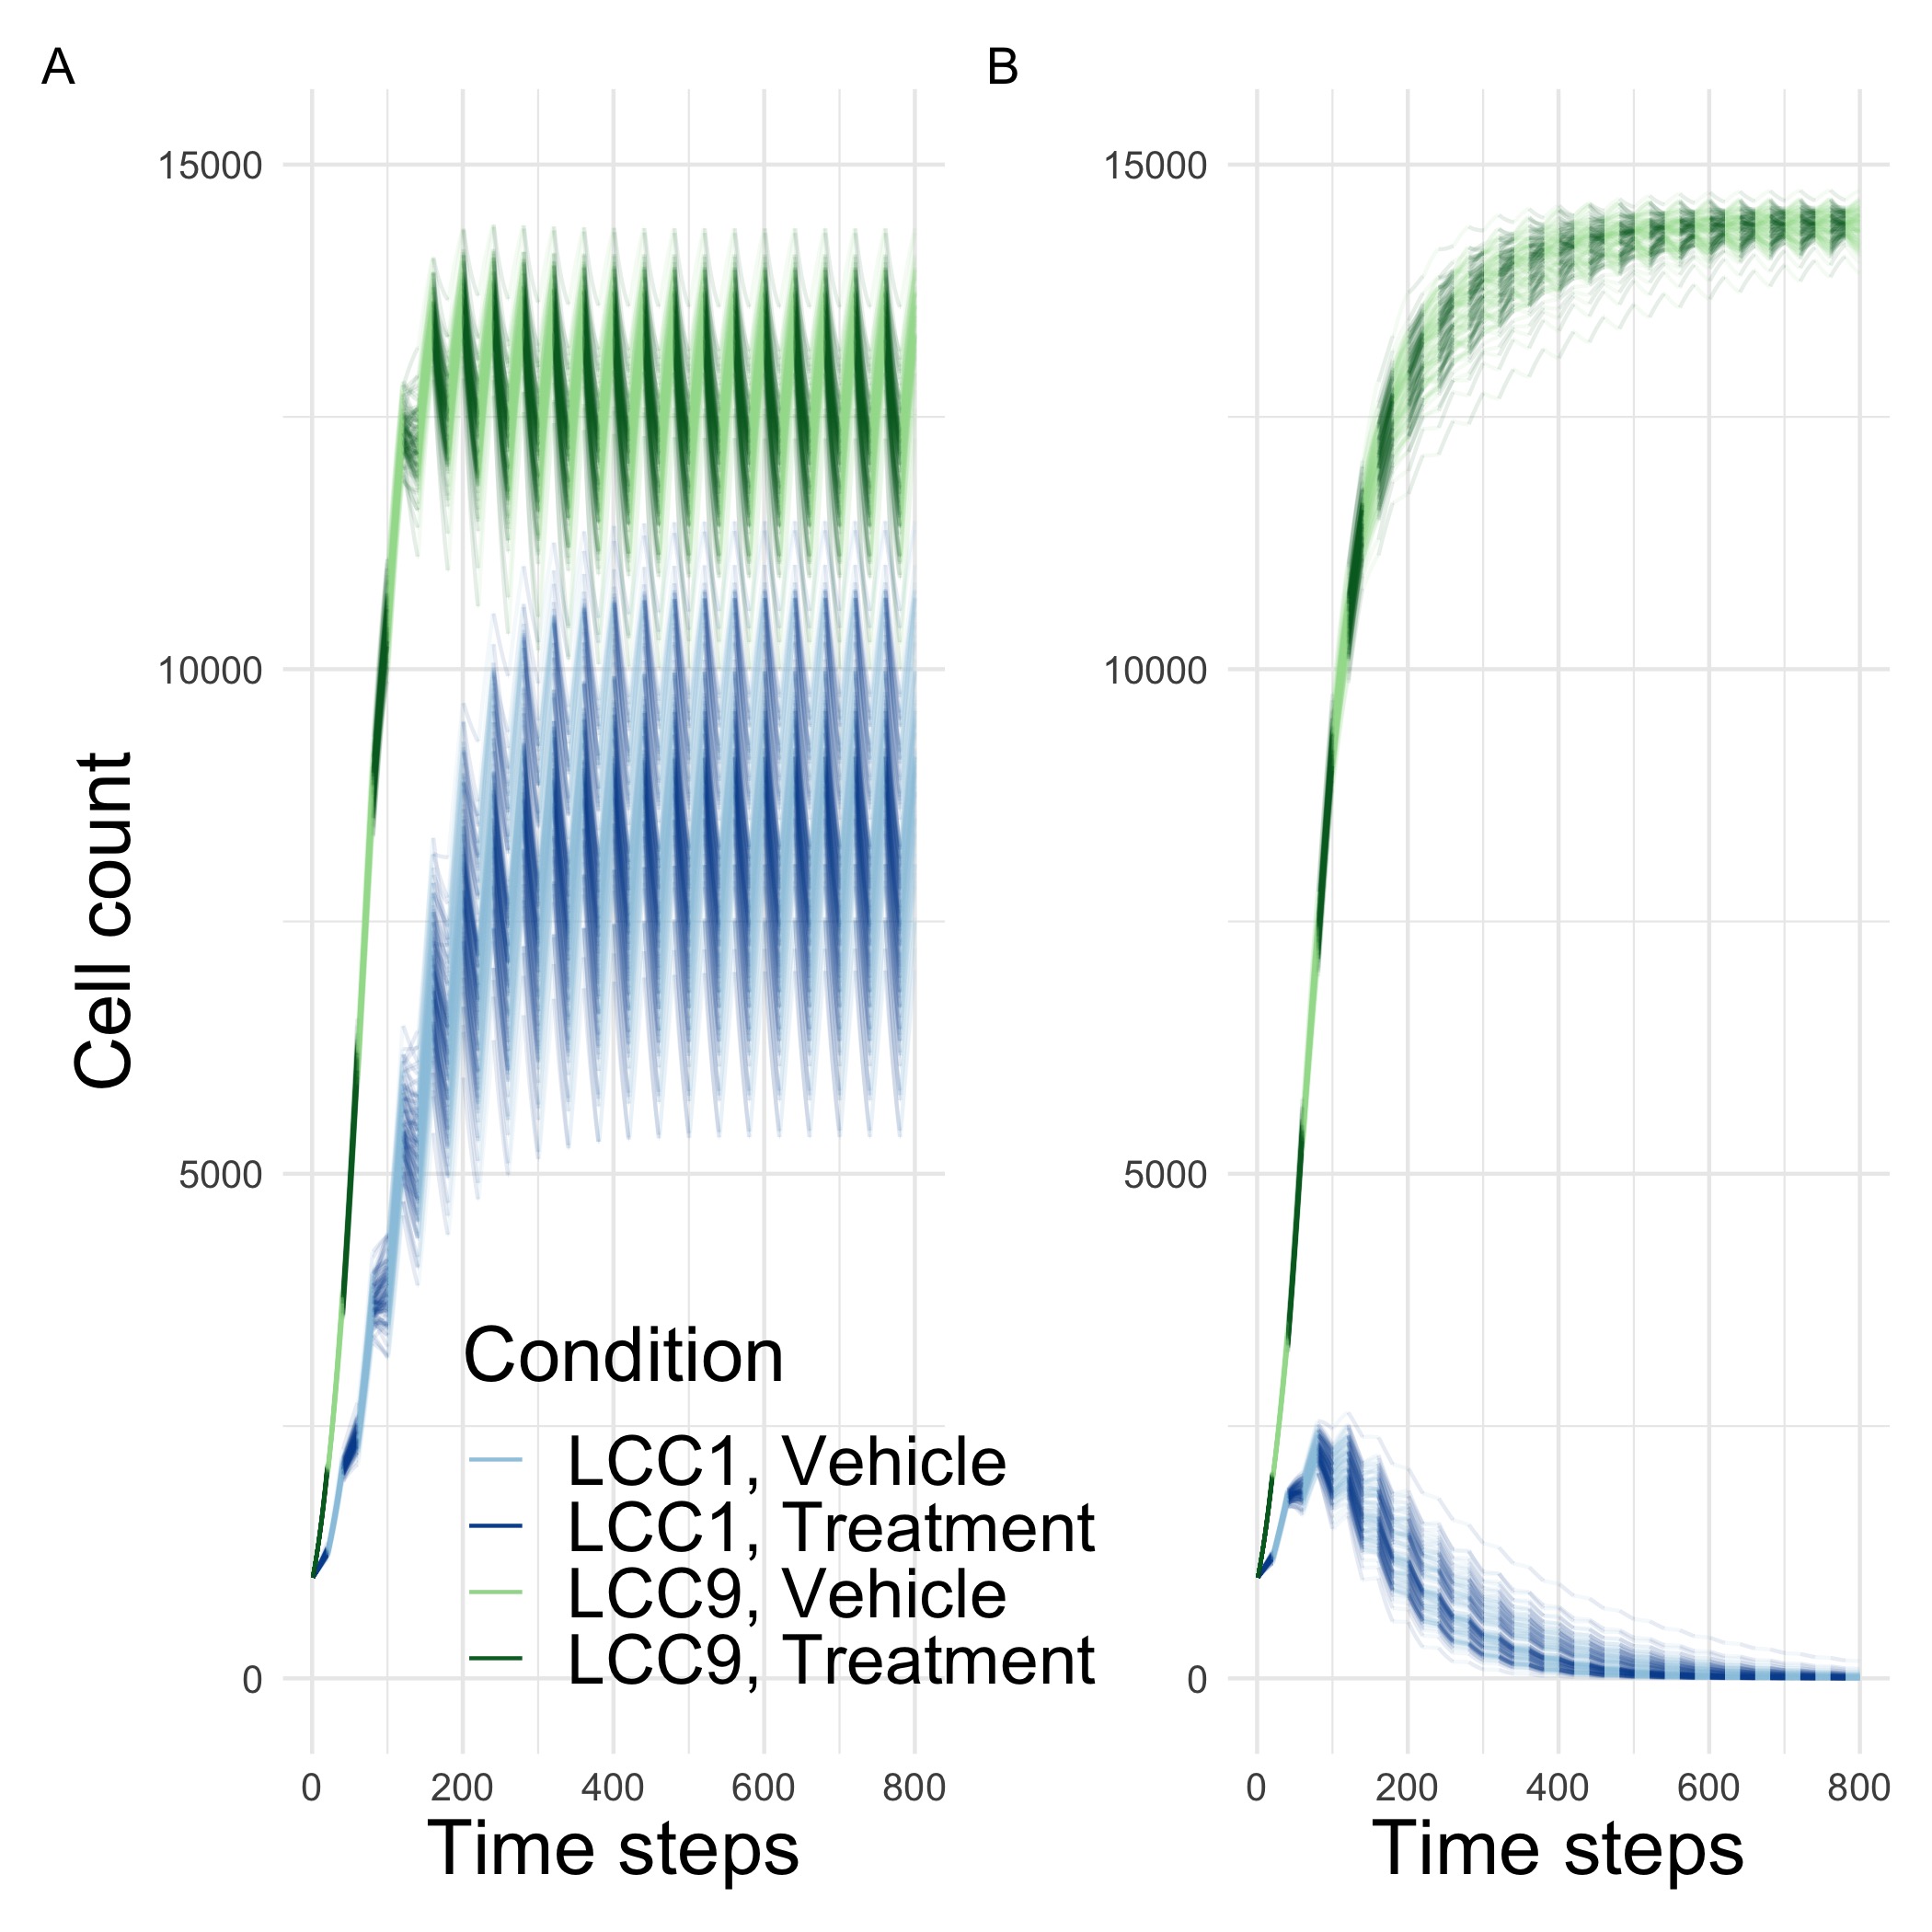 A
B
Cell count
15000
10000
5000
0
Condition
LCC1, Vehicle
LCC1, Treatment
LCC9, Vehicle
LCC9, Treatment
0 200 400 600 800
Time steps
15000
10000
5000
0
0 200 400 600 800
Time steps